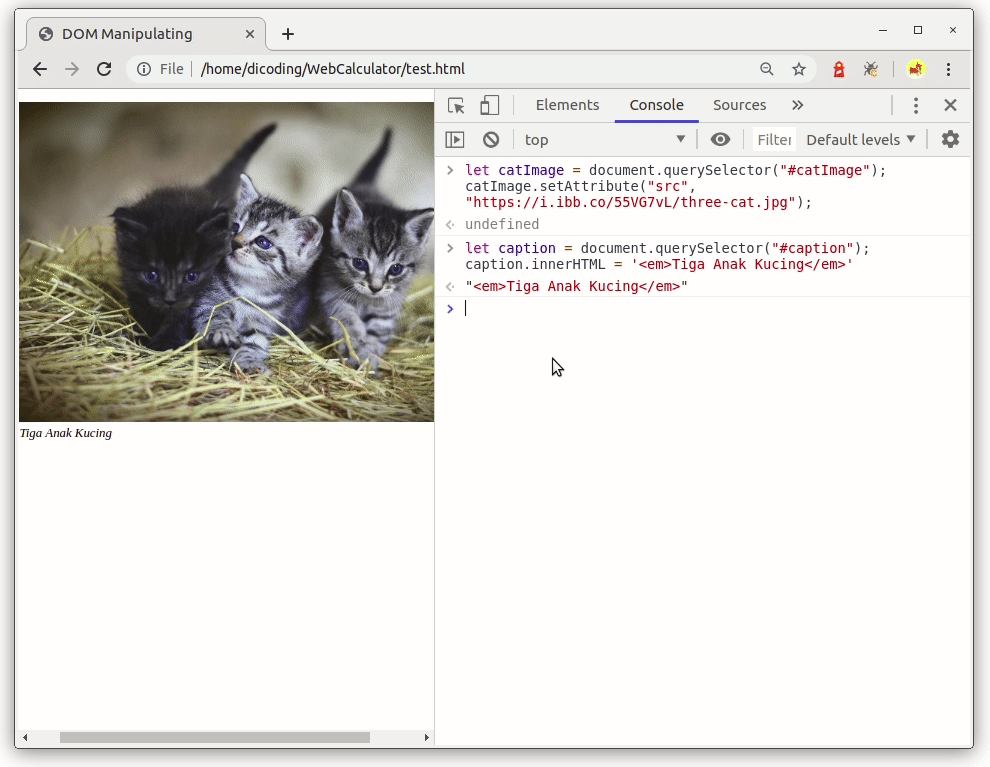 DOM Manipulating
File /home/dicoding/WebCalculator/test.html
Elements Console Sources
top Filter Default levels
let catImage = document.querySelector("#catImage");
catImage.setAttribute("src",
"https://i.ibb.co/55VG7vL/three-cat.jpg");
undefined
let caption = document.querySelector("#caption");
caption.innerHTML = '<em>Tiga Anak Kucing</em>'
"<em>Tiga Anak Kucing</em>"
Tiga Anak Kucing